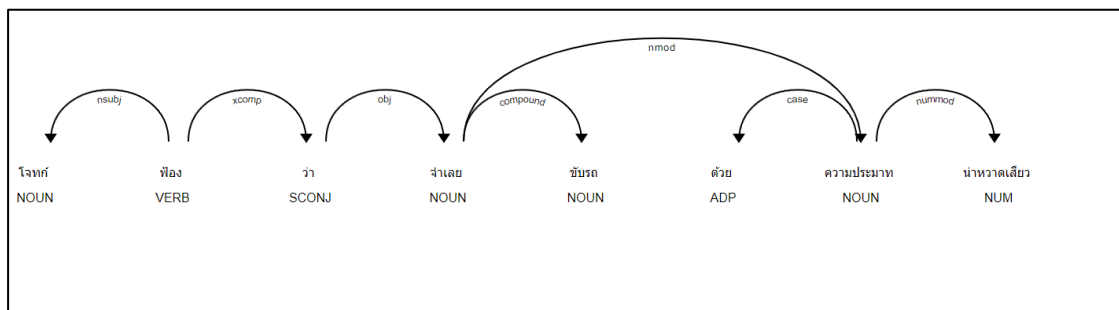 nmod
nsubj xcomp obj compound case nummod
โจทก์ ฟ้อง ว่า จำเลย ขับรถ ด้วย ความประมาท น่าหวาดเสียว
NOUN VERB SCONJ NOUN NOUN ADP NOUN NUM